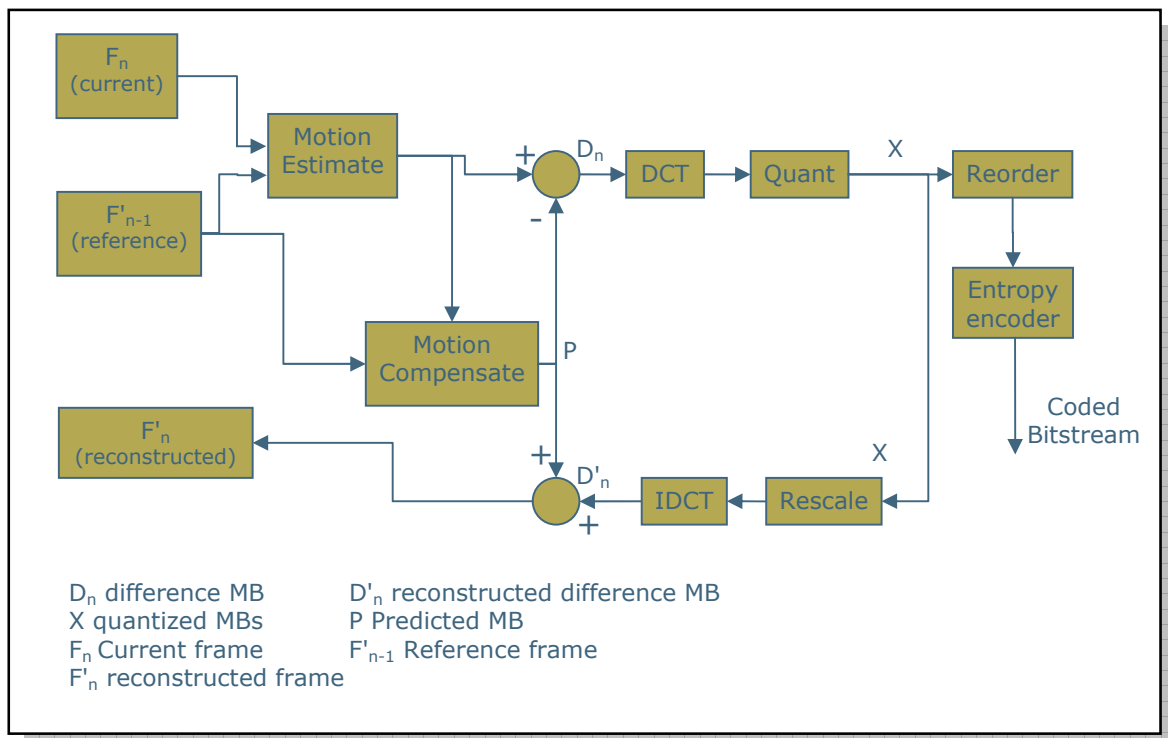 Fn
(current)
Motion
Estimate
F'n-1
(reference)
+
Dn
DCT
Quant
X
Reorder
-
Entropy
encoder
Motion
Compensate
P
Coded
Bitstream
F'n
(reconstructed)
+
D'n
+
IDCT
Rescale
X
Dn difference MB
D'n reconstructed difference MB
X quantized MBs
P Predicted MB
Fn Current frame
F'n-1 Reference frame
F'n reconstructed frame